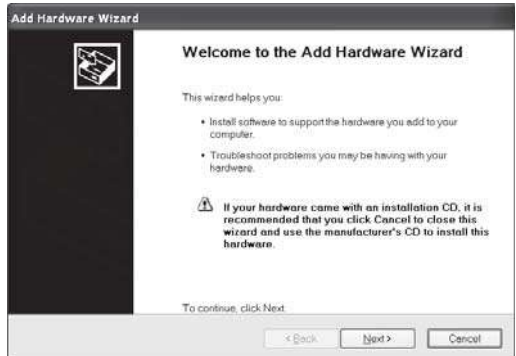 Add Hardware Wizard
Welcome to the Add Hardware Wizard
This wizard helps you:
• Install software to support the hardware you add to your
computer.
• Troubleshoot problems you may be having with your
hardware.
If your hardware came with an installation CD, it is
recommended that you click Cancel to close this
wizard and use the manufacturer's CD to install this
hardware.
To continue, click Next.
< Back Next > Cancel